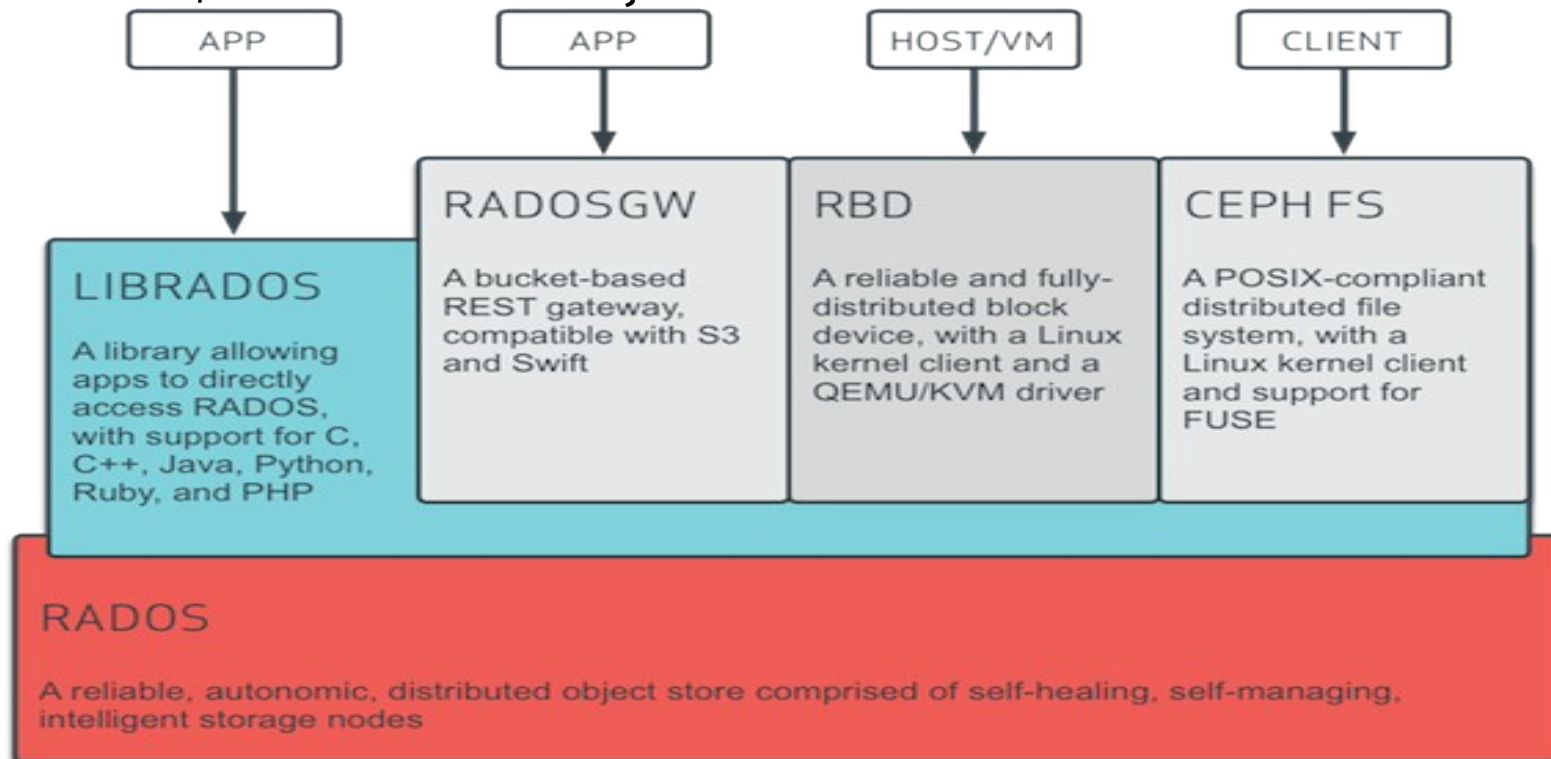 APP
APP
HOST/VM
CLIENT
LIBRADOS
A library allowing
apps to directly
access RADOS,
with support for C,
C++, Java, Python,
Ruby, and PHP
RADOSGW
A bucket-based
REST gateway,
compatible with S3
and Swift
RBD
A reliable and fully-
distributed block
device, with a Linux
kernel client and a
QEMU/KVM driver
CEPH FS
A POSIX-compliant
distributed file
system, with a
Linux kernel client
and support for
FUSE
RADOS
A reliable, autonomic, distributed object store comprised of self-healing, self-managing,
intelligent storage nodes